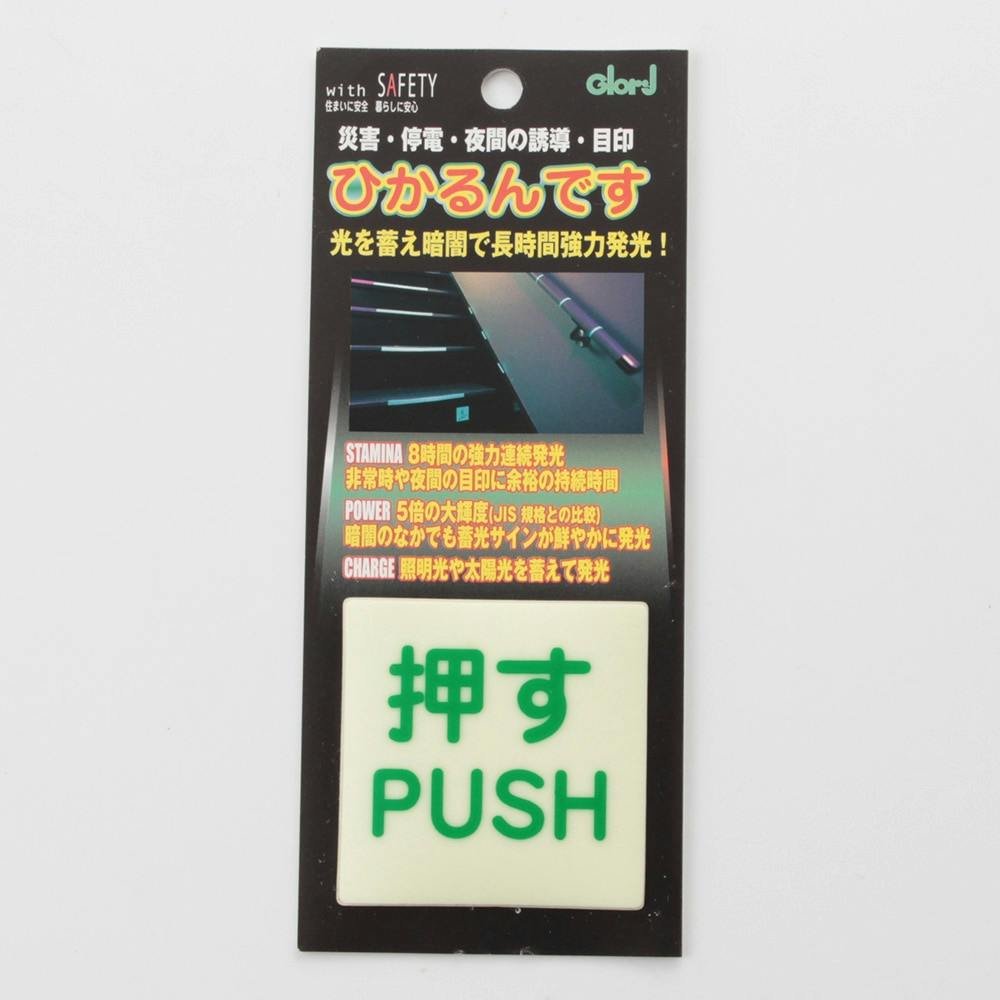 with SAFETY
住まいに安全 暮らしに安心
Glory
災害・停電・夜間の誘導・目印
ひかるんです
光を蓄え暗闇で長時間強力発光！
STAMINA 8時間の強力連続発光
非常時や夜間の目印に余裕の持続時間
POWER 5倍の大輝度(JIS 規格との比較)
暗闇のなかでも蓄光サインが鮮やかに発光
CHARGE 照明光や太陽光を蓄えて発光
押す
PUSH